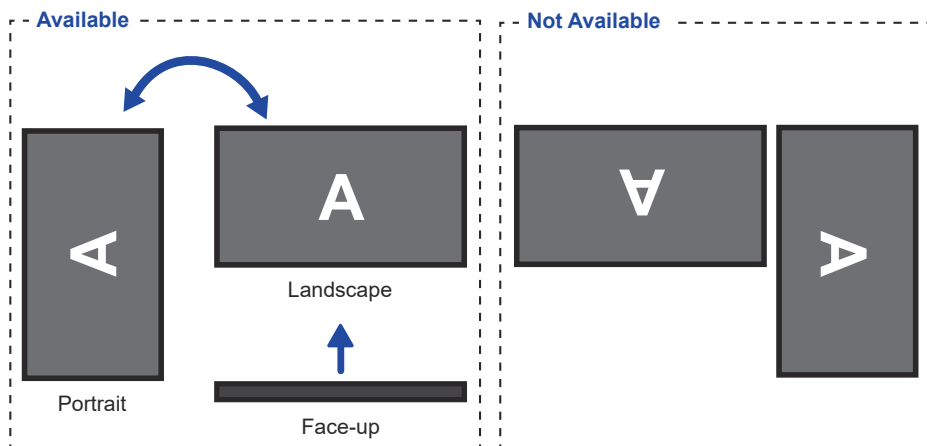 Available
A
A
Landscape
Portrait
Face-up
Not Available
A
A